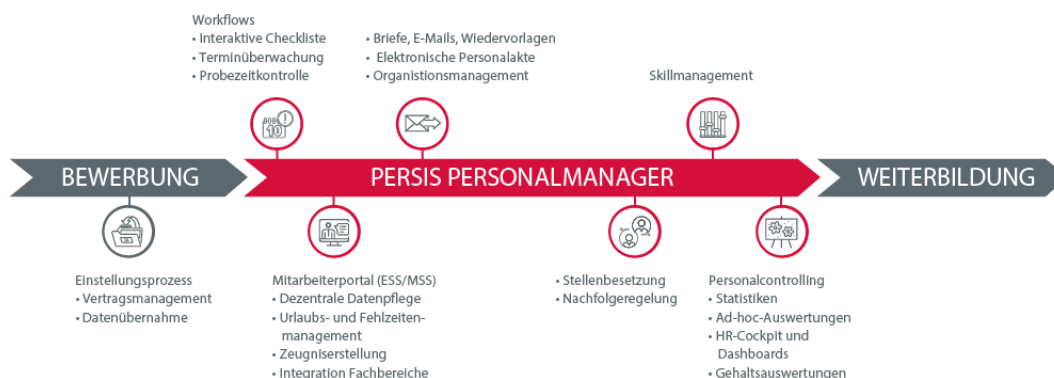 Workflows
• Interaktive Checkliste
• Terminüberwachung
• Probezeitkontrolle
• Briefe, E-Mails, Wiedervorlagen
• Elektronische Personalakte
• Organistionsmanagement
Skillmanagement
10
BEWERBUNG
PERSIS PERSONALMANAGER
WEITERBILDUNG
Einstellungsprozess
• Vertragsmanagement
• Datenübernahme
Mitarbeiterportal (ESS/MSS)
• Dezentrale Datenpflege
• Urlaubs- und Fehlzeiten-
management
• Zeugniserstellung
• Integration Fachbereiche
• Stellenbesetzung
• Nachfolgeregelung
Personalcontrolling
• Statistiken
• Ad-hoc-Auswertungen
• HR-Cockpit und
Dashboards
• Gehaltsauswertungen